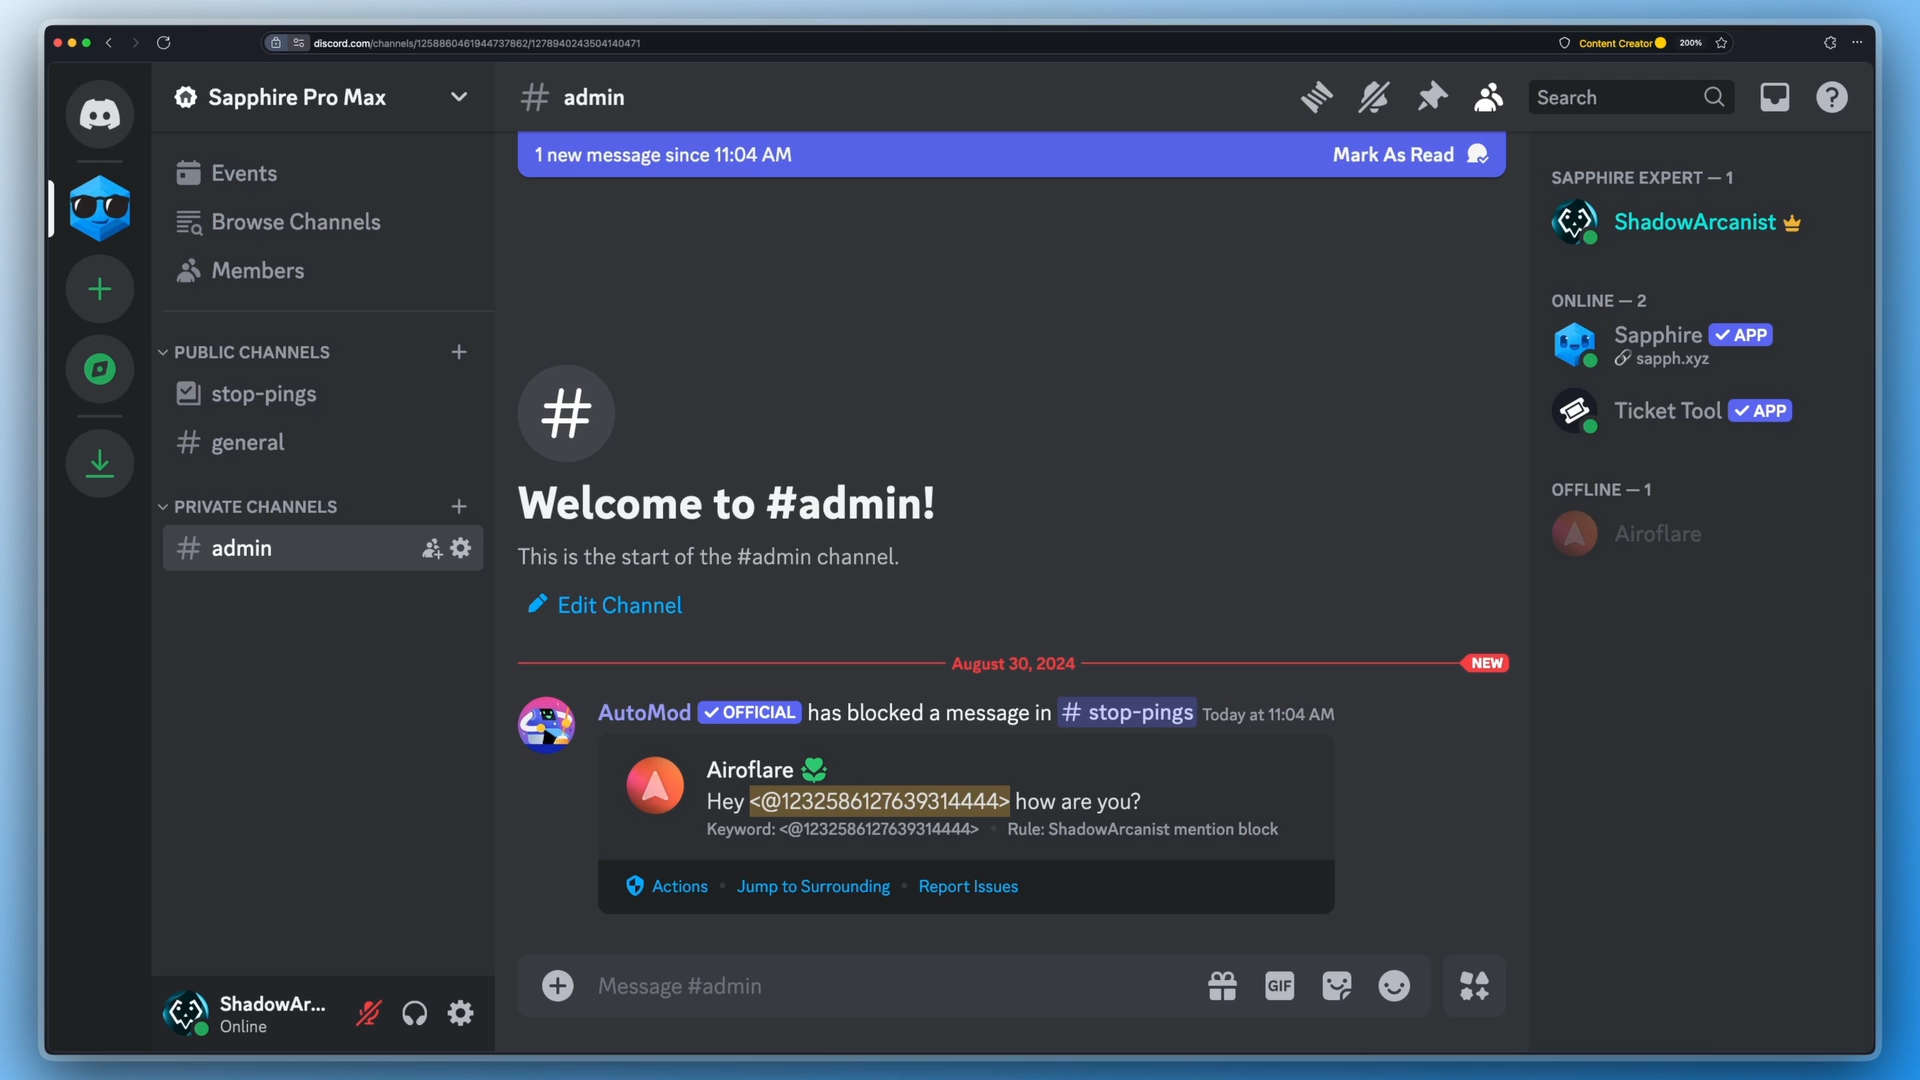 discord.com/channels/1258860461944737862/1278940243504140471
Content Creator
200%
Sapphire Pro Max
# admin
Search
Events
Browse Channels
Members
PUBLIC CHANNELS
stop-pings
# general
PRIVATE CHANNELS
# admin
1 new message since 11:04 AM
Mark As Read
#
Welcome to #admin!
This is the start of the #admin channel.
Edit Channel
August 30, 2024
NEW
AutoMod OFFICIAL has blocked a message in # stop-pings Today at 11:04 AM
Airoflare
Hey <@1232586127639314444> how are you?
Keyword: <@1232586127639314444> • Rule: ShadowArcanist mention block
Actions • Jump to Surrounding • Report Issues
Message #admin
GIF
ShadowAr...
Online
SAPPHIRE EXPERT — 1
ShadowArcanist
ONLINE — 2
Sapphire APP
sapph.xyz
Ticket Tool APP
OFFLINE — 1
Airoflare